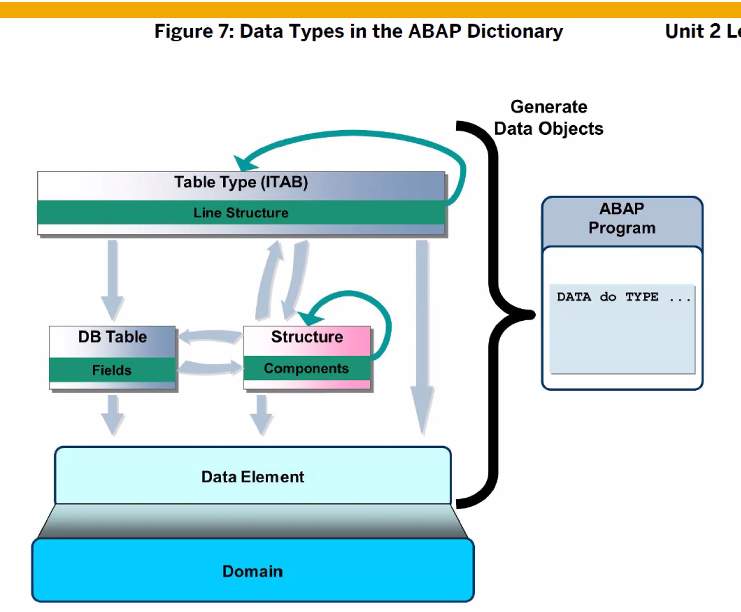 Figure 7: Data Types in the ABAP Dictionary
Unit 2 Le
Generate
Data Objects
Table Type (ITAB)
Line Structure
ABAP
Program
DATA do TYPE ...
DB Table
Fields
Structure
Components
Data Element
Domain